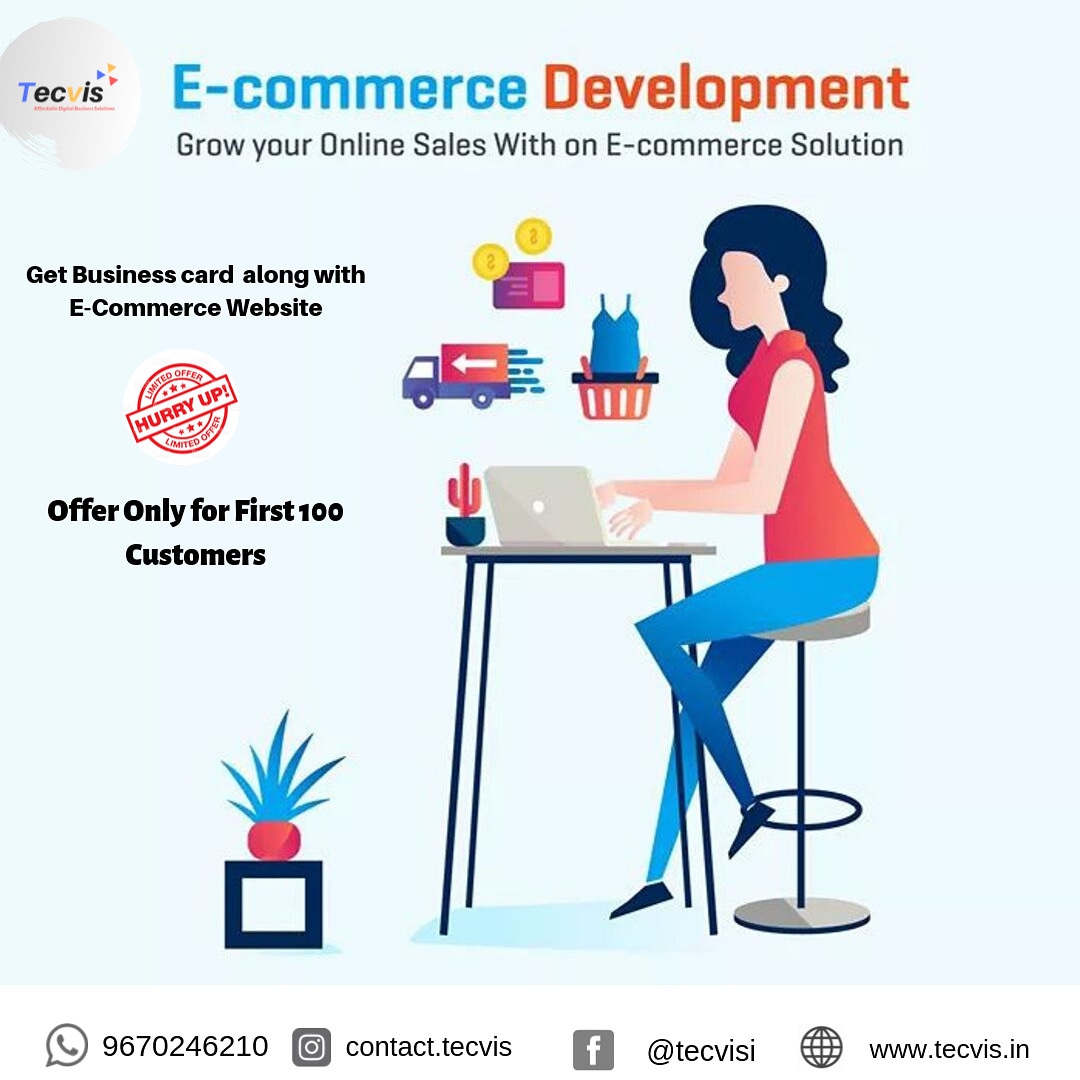 Tecvis
Affordable Digital Business Solutions
E-commerce Development
Grow your Online Sales With on E-commerce Solution
Get Business card along with
E-Commerce Website
LIMITED OFFER
HURRY UP!
LIMITED OFFER
Offer Only for First 100
Customers
9670246210
contact.tecvis
@tecvisi
www.tecvis.in